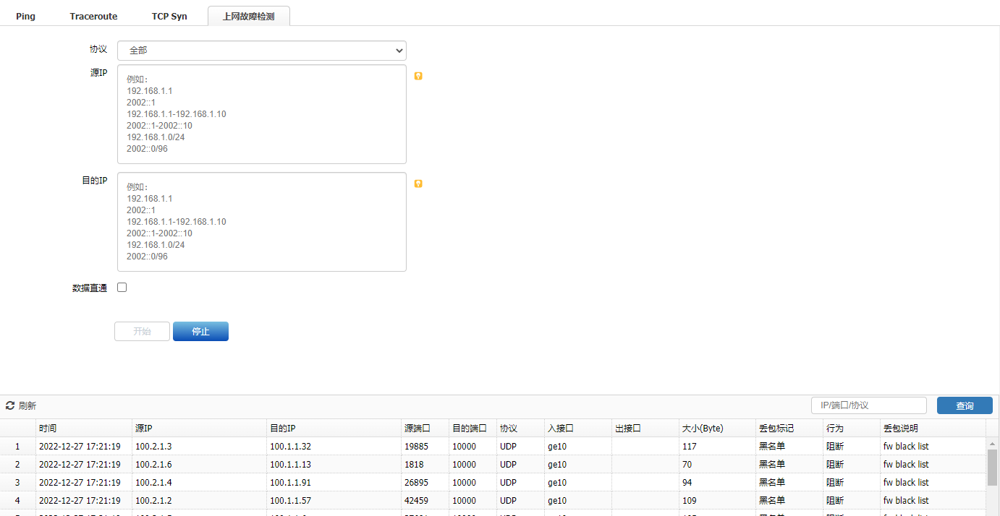 Ping Traceroute TCP Syn 上网故障检测
协议 全部
源IP
例如：
192.168.1.1
2002::1
192.168.1.1-192.168.1.10
2002::1-2002::10
192.168.1.0/24
2002::0/96
目的IP
例如：
192.168.1.1
2002::1
192.168.1.1-192.168.1.10
2002::1-2002::10
192.168.1.0/24
2002::0/96
数据直通
开始 停止
刷新 IP/端口/协议 查询
时间 源IP 目的IP 源端口 目的端口 协议 入接口 出接口 大小(Byte) 丢包标记 行为 丢包说明
1 2022-12-27 17:21:19 100.2.1.3 100.1.1.32 19885 10000 UDP ge10 117 黑名单 阻断 fw black list
2 2022-12-27 17:21:19 100.2.1.6 100.1.1.13 1818 10000 UDP ge10 70 黑名单 阻断 fw black list
3 2022-12-27 17:21:19 100.2.1.4 100.1.1.91 26895 10000 UDP ge10 94 黑名单 阻断 fw black list
4 2022-12-27 17:21:19 100.2.1.2 100.1.1.57 42459 10000 UDP ge10 109 黑名单 阻断 fw black list